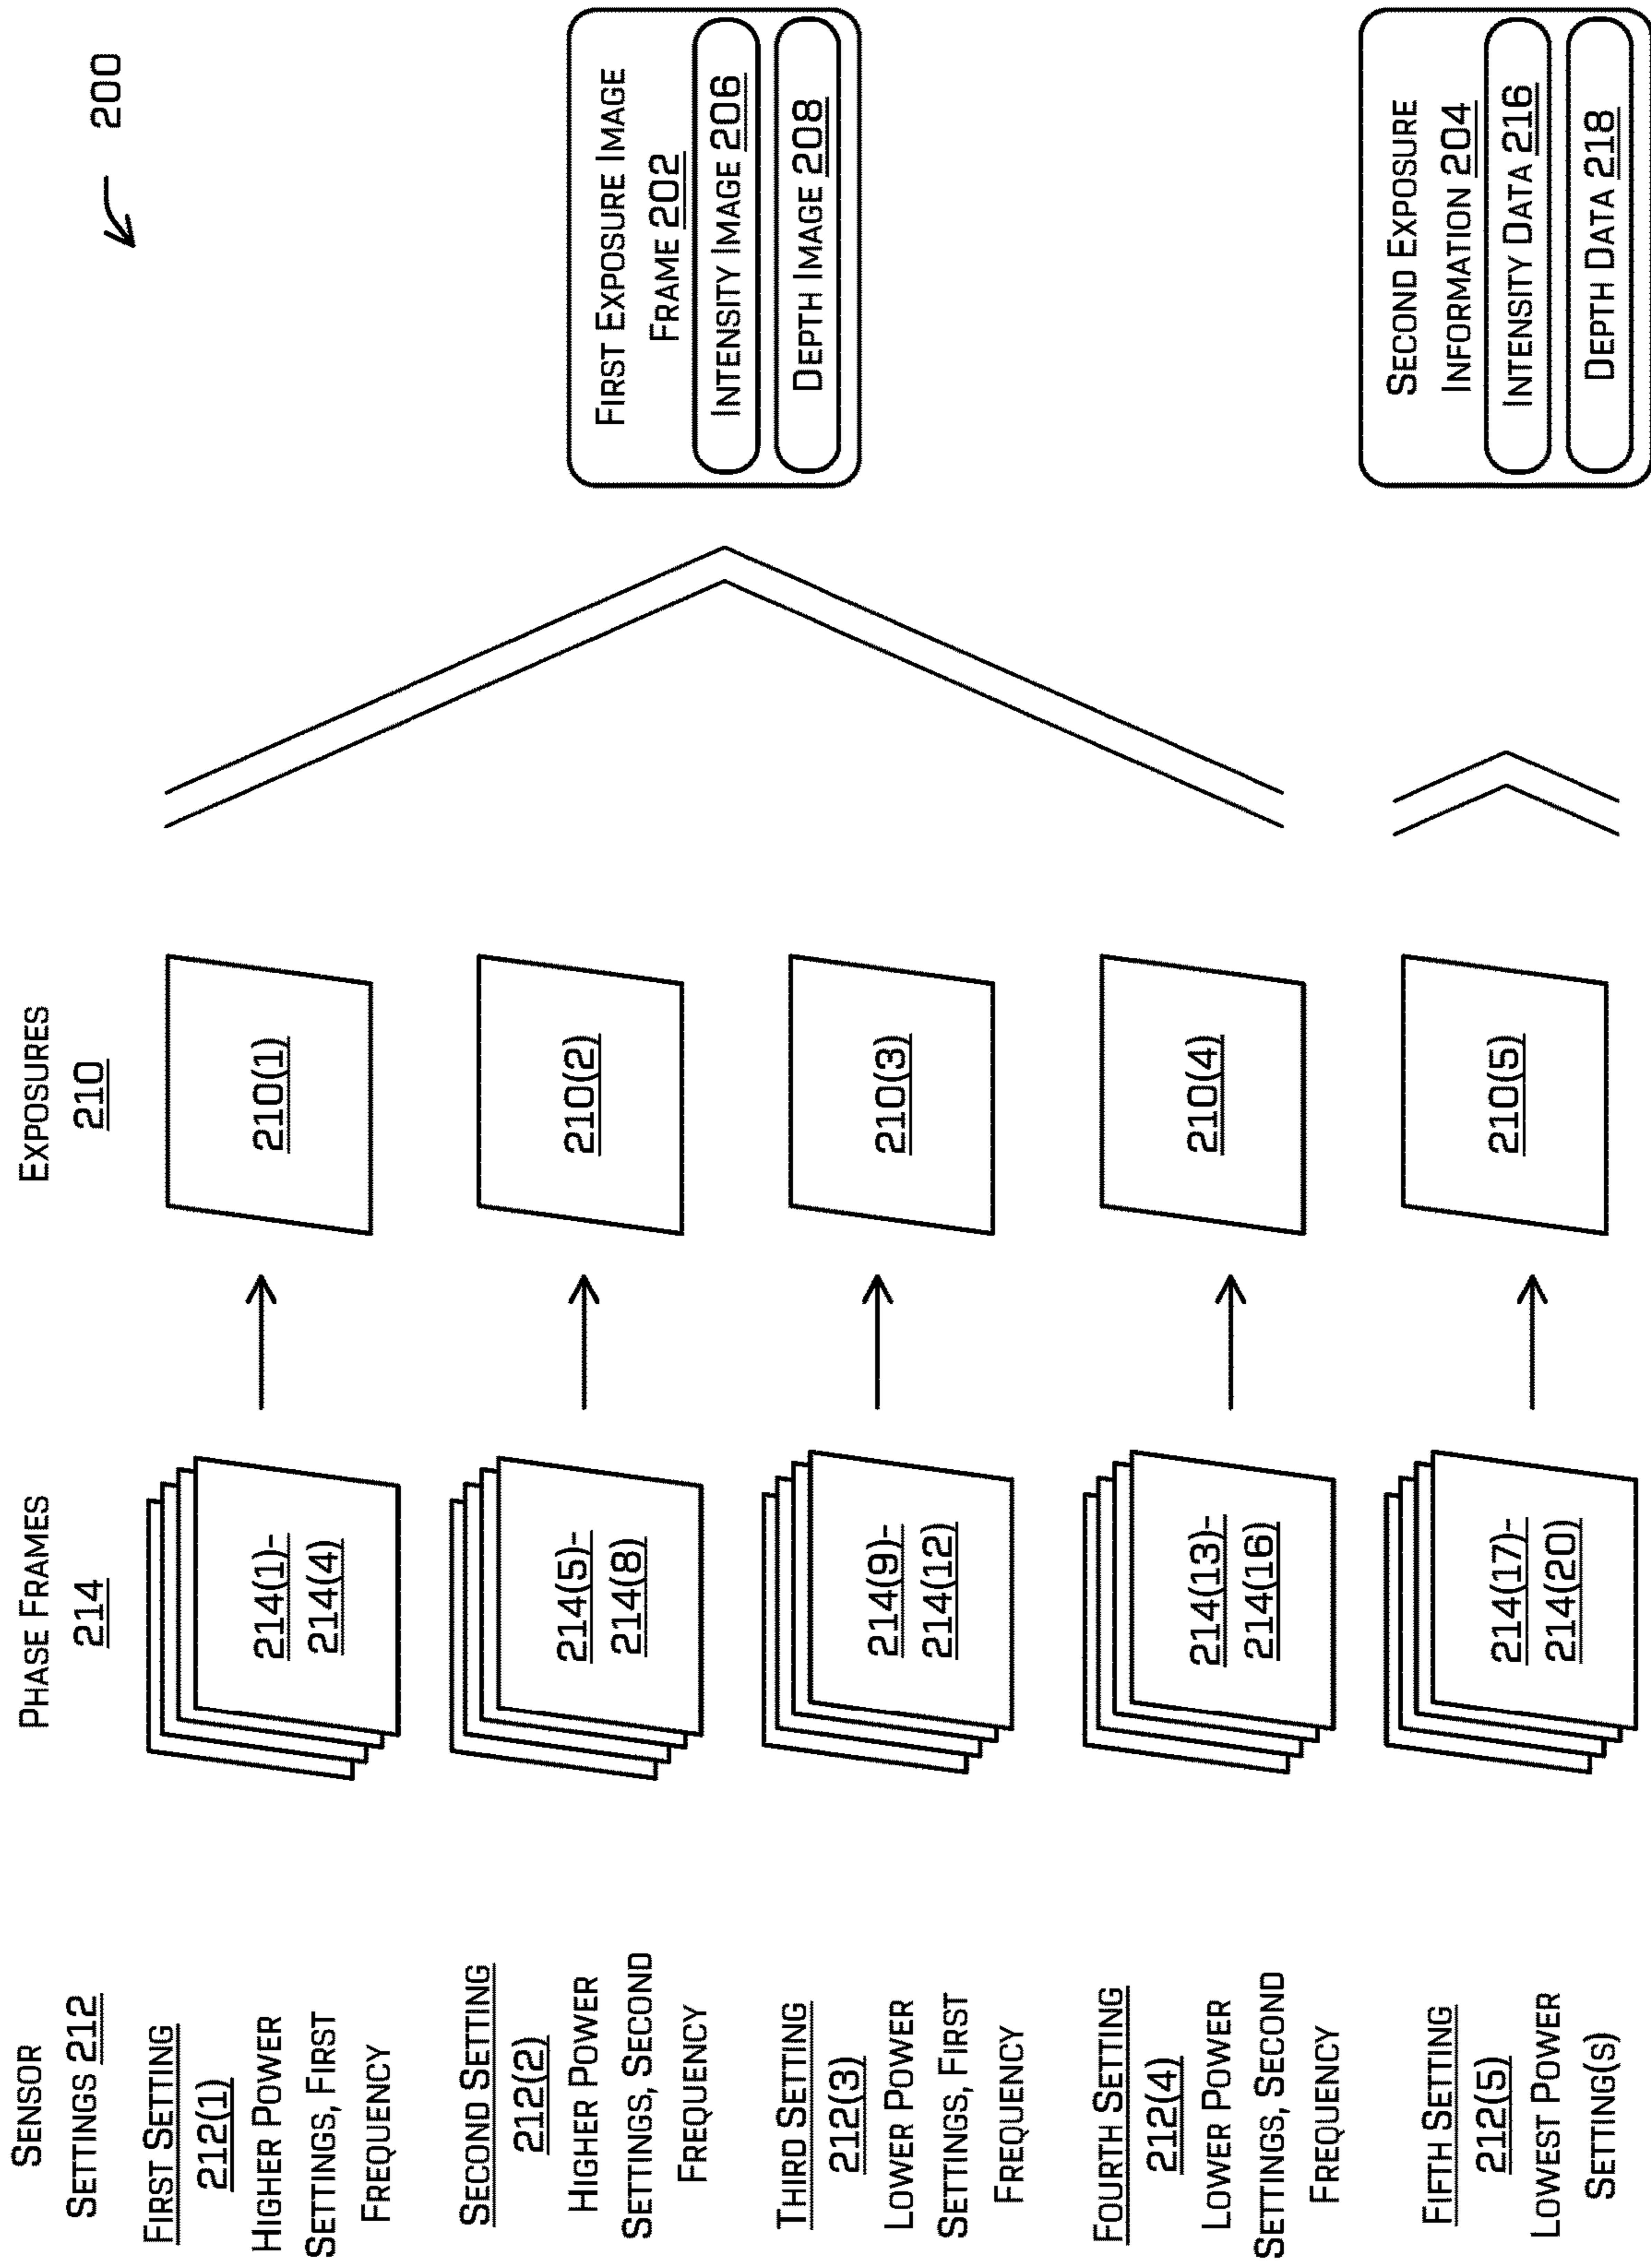 200
SENSOR
SETTINGS 212
PHASE FRAMES
214
EXPOSURES
210
FIRST SETTING
212(1)
HIGHER POWER
SETTINGS, FIRST
FREQUENCY
214(1)-
214(4)
210(1)
SECOND SETTING
212(2)
HIGHER POWER
SETTINGS, SECOND
FREQUENCY
214(5)-
214(8)
210(2)
THIRD SETTING
212(3)
LOWER POWER
SETTINGS, FIRST
FREQUENCY
214(9)-
214(12)
210(3)
FOURTH SETTING
212(4)
LOWER POWER
SETTINGS, SECOND
FREQUENCY
214(13)-
214(16)
210(4)
FIFTH SETTING
212(5)
LOWEST POWER
SETTING(S)
214(17)-
214(20)
210(5)
FIRST EXPOSURE IMAGE
FRAME 202
INTENSITY IMAGE 206
DEPTH IMAGE 208
SECOND EXPOSURE
INFORMATION 204
INTENSITY DATA 216
DEPTH DATA 218